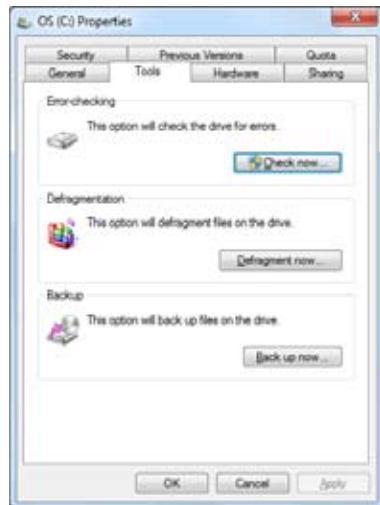 OS (C:) Properties
Security Previous Versions Quota
General Tools Hardware Sharing
Error-checking
This option will check the drive for errors.
Check now...
Defragmentation
This option will defragment files on the drive.
Defragment now...
Backup
This option will back up files on the drive.
Back up now...
OK Cancel Apply